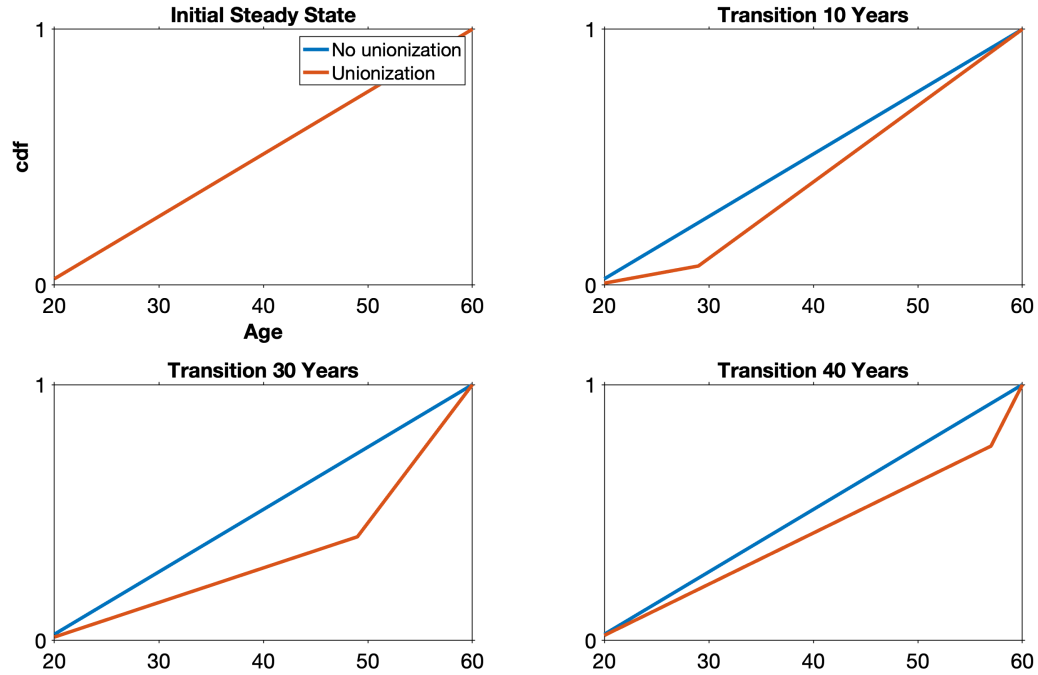 Initial Steady State
1
No unionization
Unionization
cdf
0
20 30 40 50 60
Age
Transition 10 Years
1
0
20 30 40 50 60
Transition 30 Years
1
0
20 30 40 50 60
Transition 40 Years
1
0
20 30 40 50 60